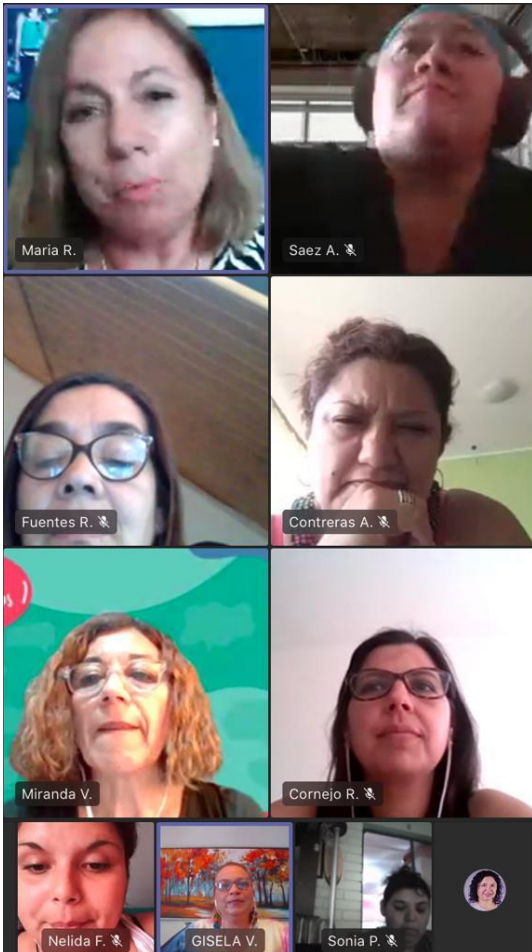 Maria R.
Saez A.
Fuentes R.
Contreras A.
Miranda V.
Cornejo R.
Nelida F.
GISELA V.
Sonia P.